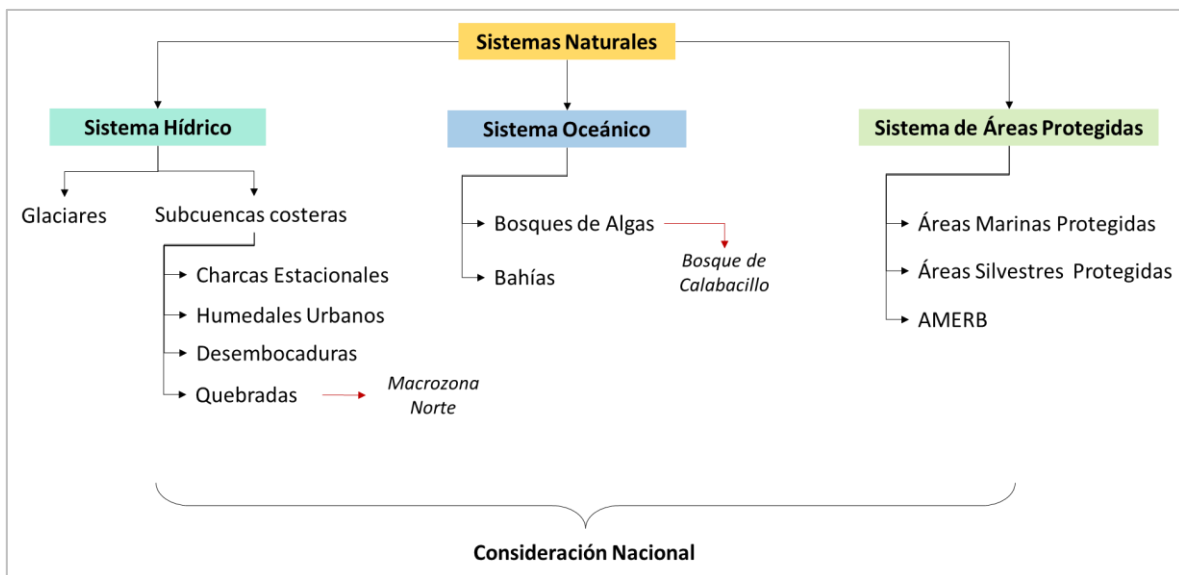 Sistemas Naturales
Sistema Hídrico
Sistema Oceánico
Sistema de Áreas Protegidas
Glaciares
Subcuencas costeras
Charcas Estacionales
Humedales Urbanos
Desembocaduras
Quebradas
Macrozona
Norte
Bosques de Algas
Bosque de
Calabacillo
Bahías
Áreas Marinas Protegidas
Áreas Silvestres Protegidas
AMERB
Consideración Nacional